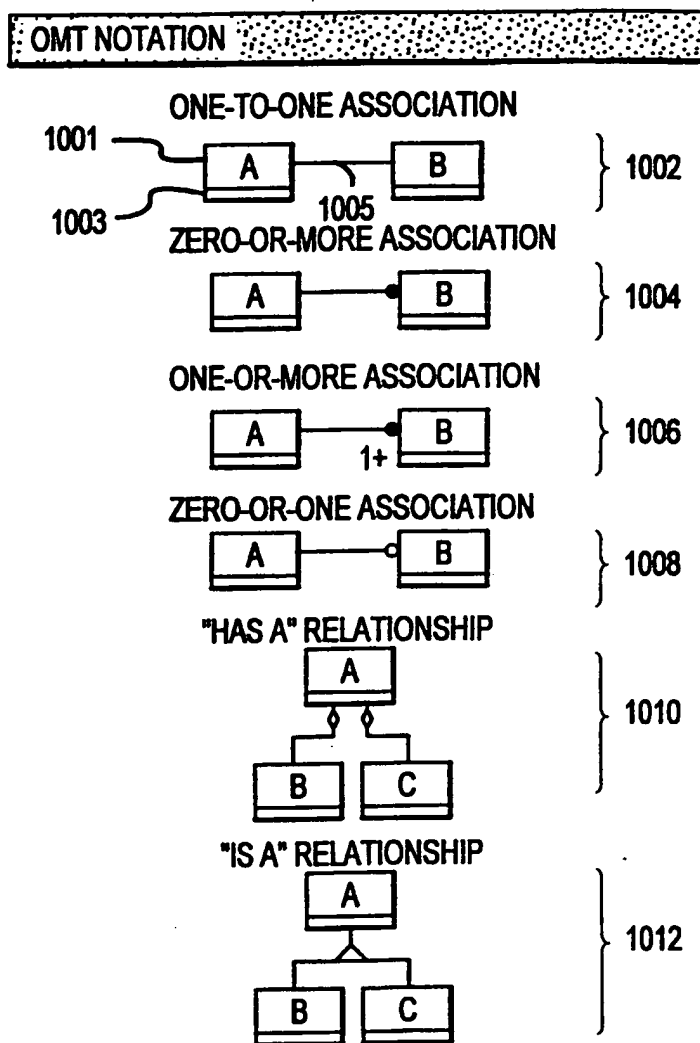 OMT NOTATION
ONE-TO-ONE ASSOCIATION
1001
A
B
1002
1003
1005
ZERO-OR-MORE ASSOCIATION
A
B
1004
ONE-OR-MORE ASSOCIATION
A
B
1+
1006
ZERO-OR-ONE ASSOCIATION
A
B
1008
"HAS A" RELATIONSHIP
A
1010
B
C
"IS A" RELATIONSHIP
A
1012
B
C